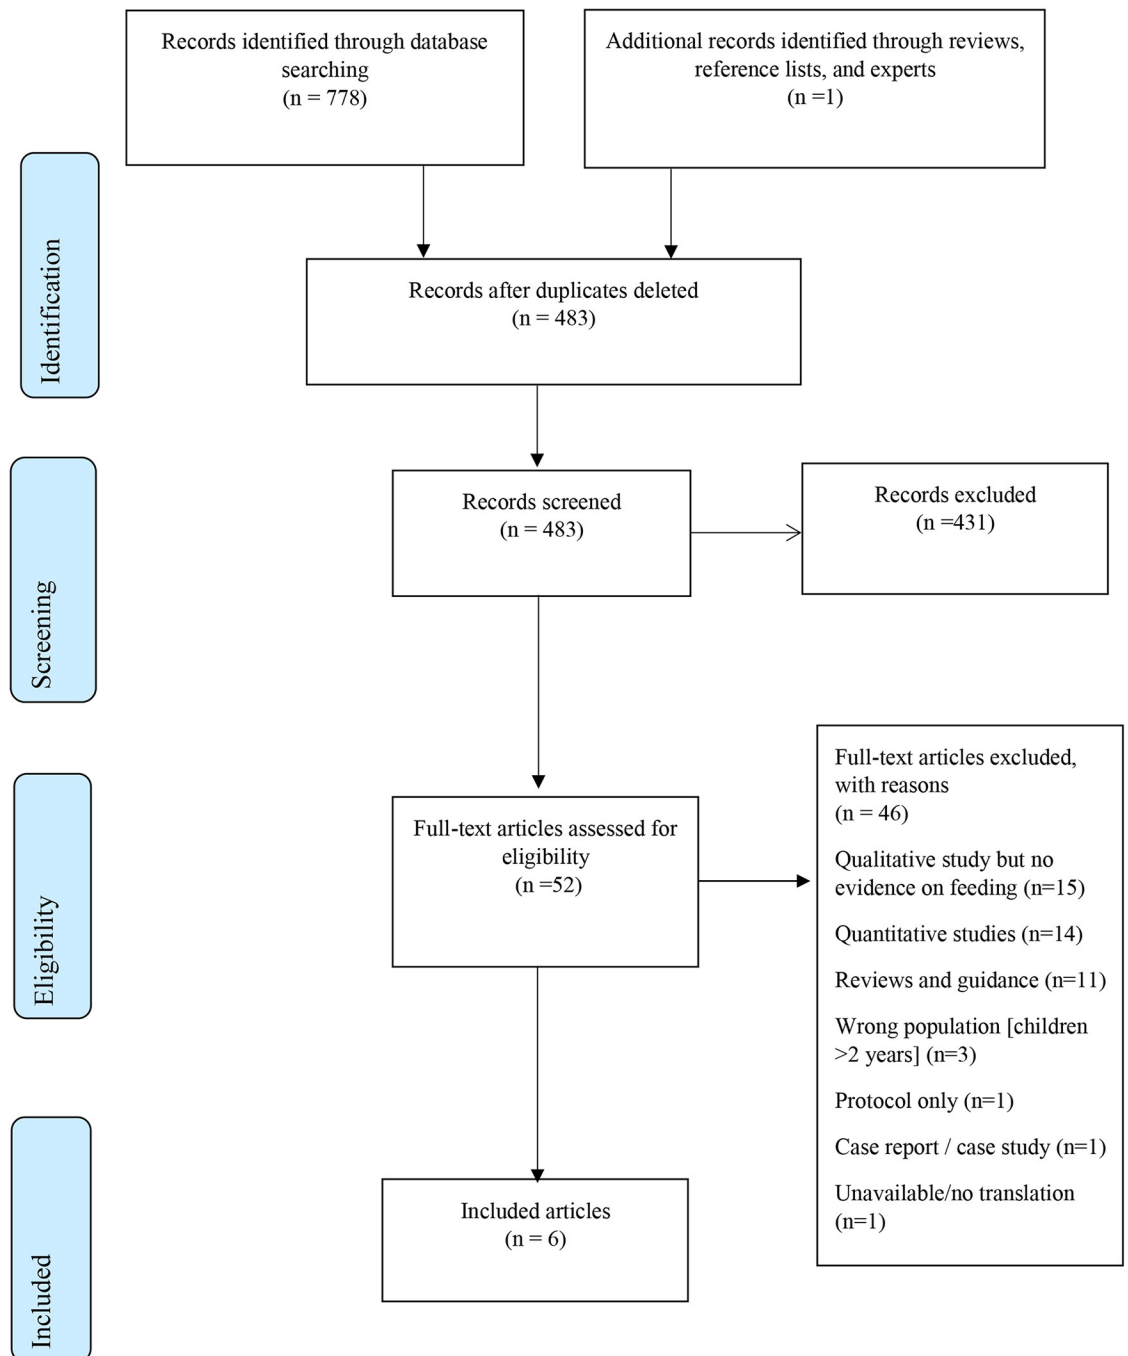 Records identified through database
searching
(n = 778)
Additional records identified through reviews,
reference lists, and experts
(n =1)
Identification
Records after duplicates deleted
(n = 483)
Screening
Records screened
(n = 483)
Records excluded
(n =431)
Eligibility
Full-text articles assessed for
eligibility
(n =52)
Full-text articles excluded,
with reasons
(n = 46)
Qualitative study but no
evidence on feeding (n=15)
Quantitative studies (n=14)
Reviews and guidance (n=11)
Wrong population [children
>2 years] (n=3)
Protocol only (n=1)
Case report / case study (n=1)
Unavailable/no translation
(n=1)
Included
Included articles
(n = 6)